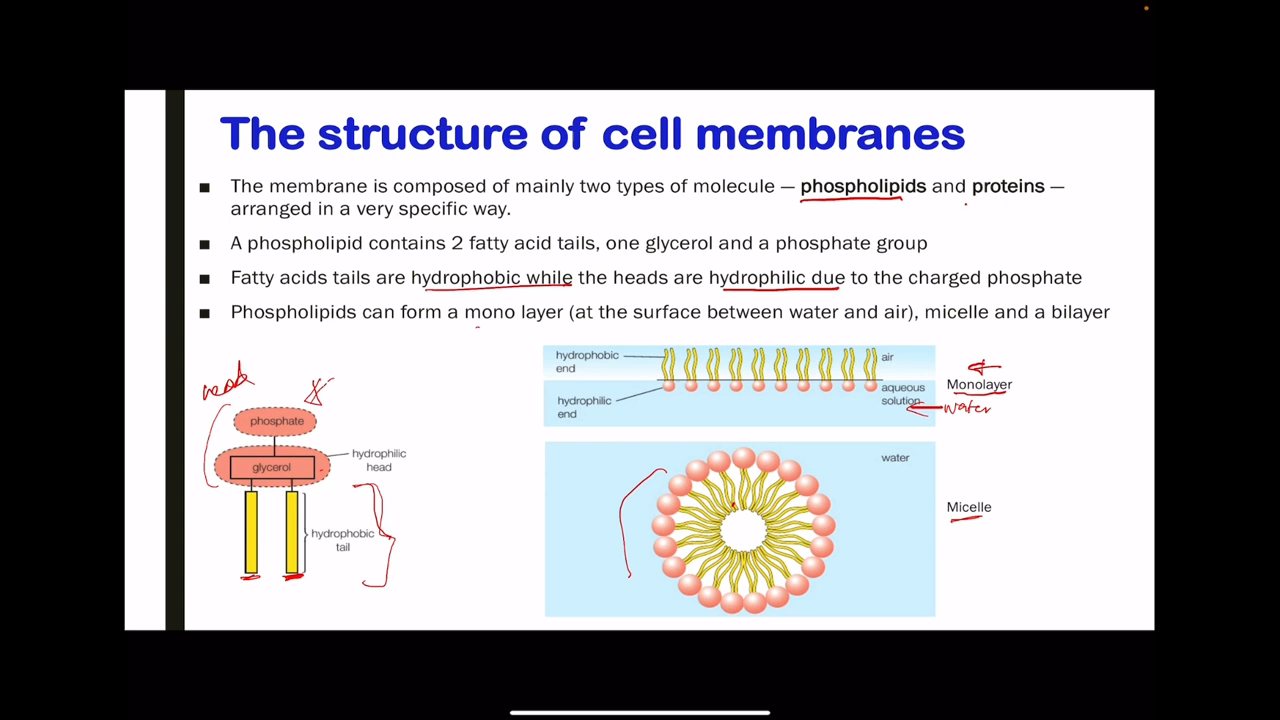 The structure of cell membranes
■ The membrane is composed of mainly two types of molecule — phospholipids and proteins —
arranged in a very specific way.
■ A phospholipid contains 2 fatty acid tails, one glycerol and a phosphate group
■ Fatty acids tails are hydrophobic while the heads are hydrophilic due to the charged phosphate
■ Phospholipids can form a mono layer (at the surface between water and air), micelle and a bilayer
phosphate
glycerol
hydrophilic
head
hydrophobic
tail
hydrophobic
end
air
hydrophilic
end
aqueous
solution
Monolayer
water
water
Micelle